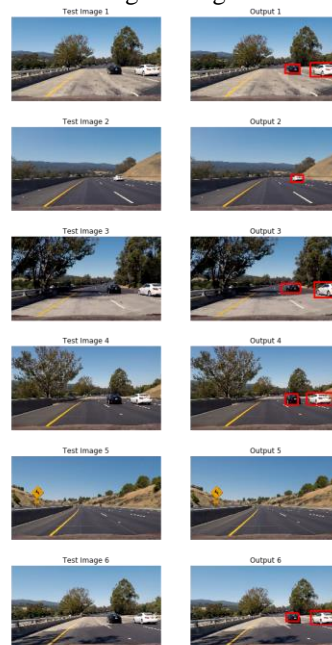 Test Image 1 Output 1
Test Image 2 Output 2
Test Image 3 Output 3
Test Image 4 Output 4
Test Image 5 Output 5
Test Image 6 Output 6